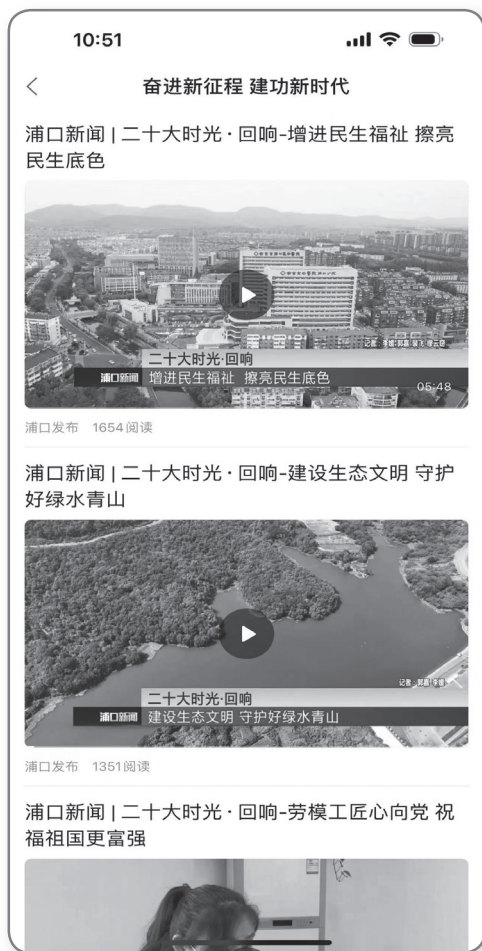 10:51
奋进新征程 建功新时代
浦口新闻 | 二十大时光 · 回响-增进民生福祉 擦亮
民生底色
二十大时光·回响
浦口新闻 增进民生福祉 擦亮民生底色
05:48
浦口发布 1654阅读
浦口新闻 | 二十大时光 · 回响-建设生态文明 守护
好绿水青山
二十大时光·回响
浦口新闻 建设生态文明 守护好绿水青山
浦口发布 1351阅读
浦口新闻 | 二十大时光 · 回响-劳模工匠心向党 祝
福祖国更富强